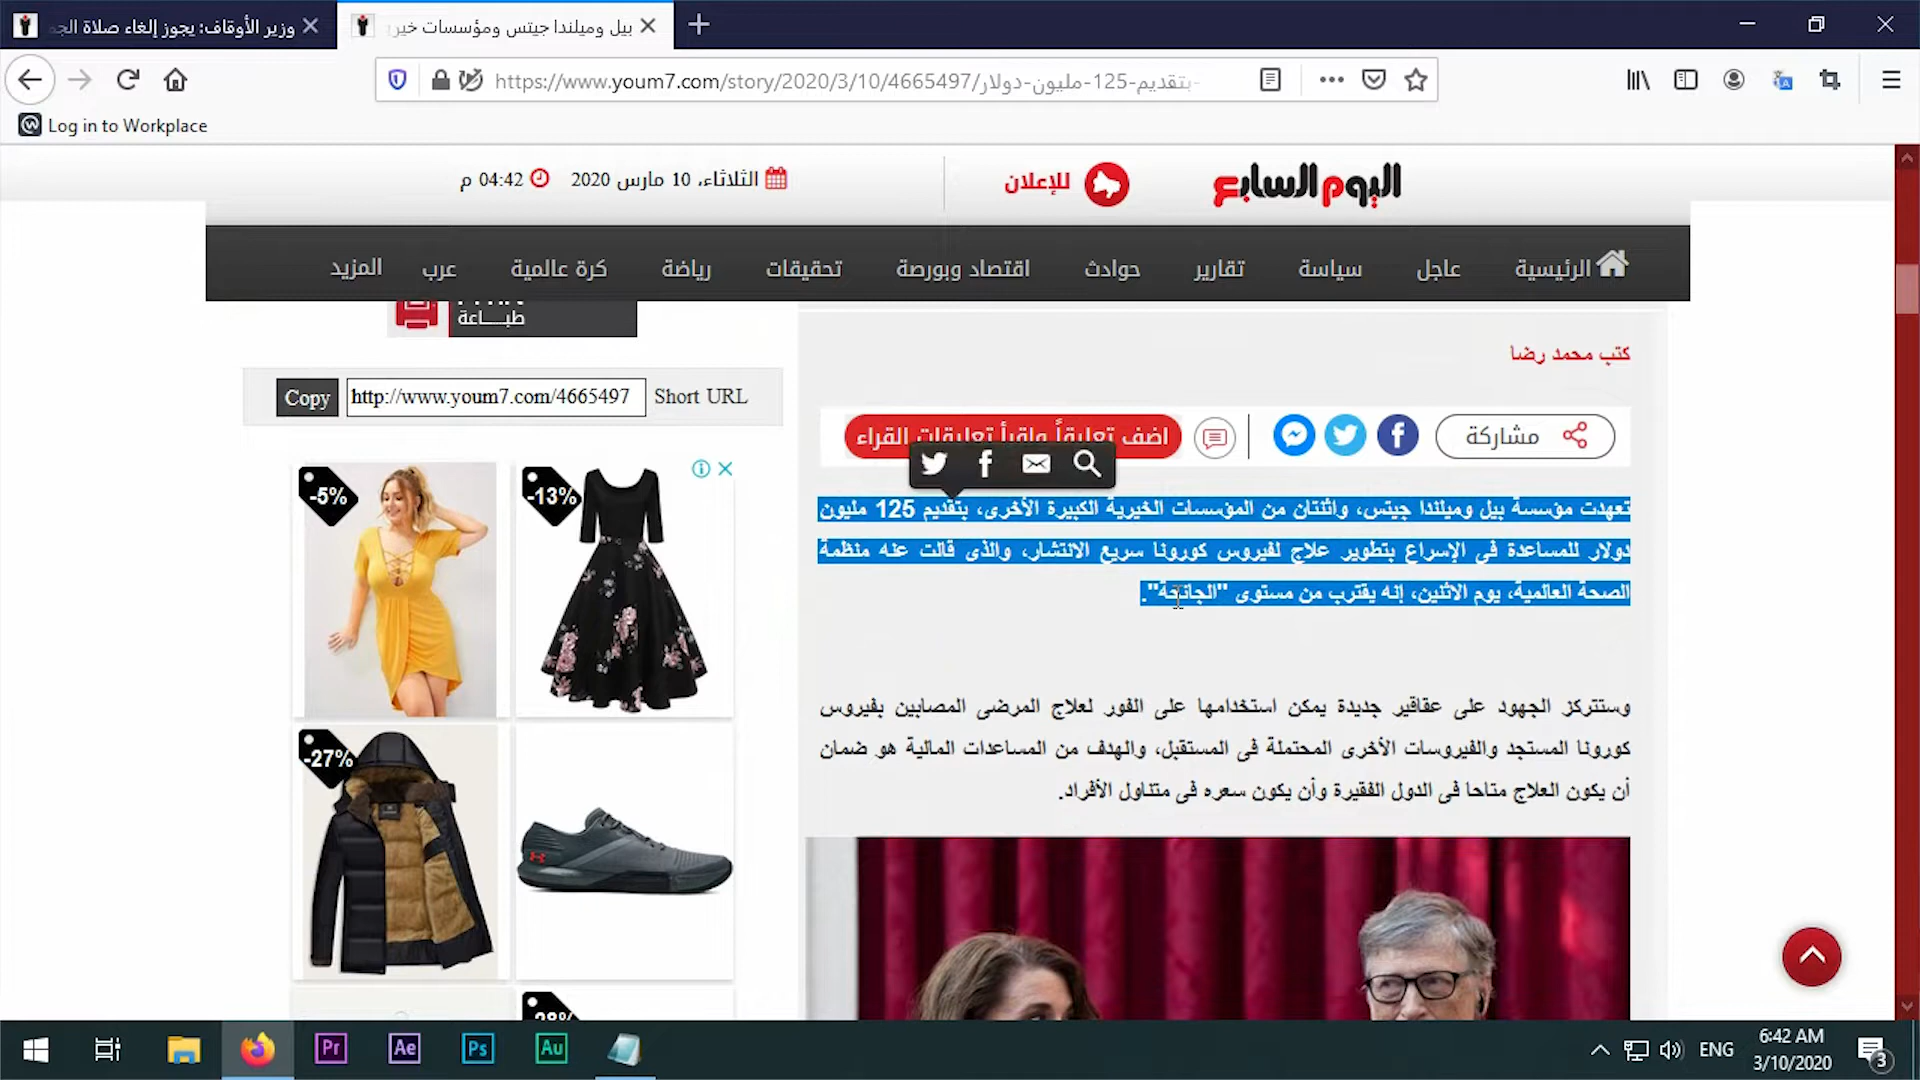 وزير الأوقاف: يجوز إلغاء صلاة الجم
بيل وميلندا جيتس ومؤسسات خير
https://www.youm7.com/story/2020/3/10/4665497/بتقديم-125-مليون-دولار-
Log in to Workplace
اليوم السابع
للإعلان
الثلاثاء، 10 مارس 2020
04:42 م
الرئيسية عاجل سياسة تقارير حوادث اقتصاد وبورصة تحقيقات رياضة كرة عالمية عرب المزيد
طبـــاعة
كتب محمد رضا
Copy http://www.youm7.com/4665497 Short URL
مشاركة
اضف تعليقاً واقرأ تعليقات القراء
تعهدت مؤسسة بيل وميلندا جيتس، واثنتان من المؤسسات الخيرية الكبيرة الأخرى، بتقديم 125 مليون
دولار للمساعدة فى الإسراع بتطوير علاج لفيروس كورونا سريع الانتشار، والذى قالت عنه منظمة
الصحة العالمية، يوم الاثنين، إنه يقترب من مستوى "الجائحة".
وستتركز الجهود على عقاقير جديدة يمكن استخدامها على الفور لعلاج المرضى المصابين بفيروس
كورونا المستجد والفيروسات الأخرى المحتملة فى المستقبل، والهدف من المساعدات المالية هو ضمان
أن يكون العلاج متاحا فى الدول الفقيرة وأن يكون سعره فى متناول الأفراد.
-5%
-13%
-27%
Pr
Ae
Ps
Au
ENG
6:42 AM
3/10/2020
3